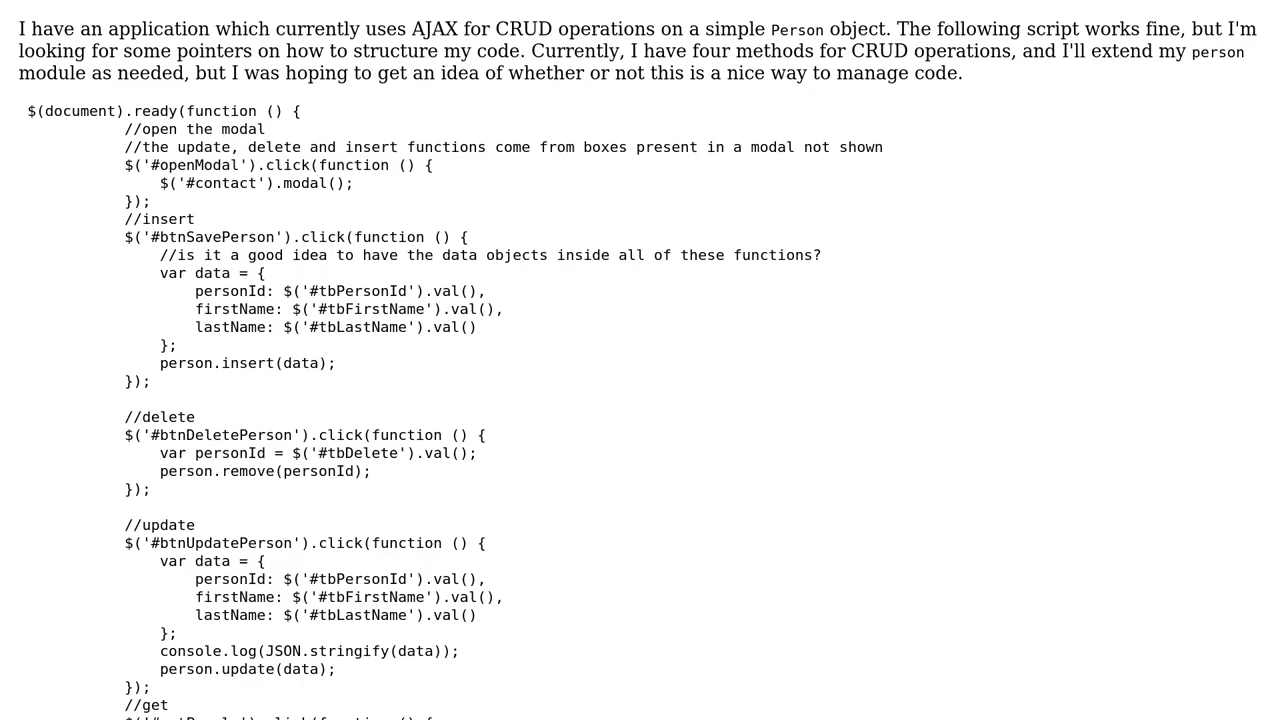 I have an application which currently uses AJAX for CRUD operations on a simple Person object. The following script works fine, but I'm
looking for some pointers on how to structure my code. Currently, I have four methods for CRUD operations, and I'll extend my person
module as needed, but I was hoping to get an idea of whether or not this is a nice way to manage code.
$(document).ready(function () {
//open the modal
//the update, delete and insert functions come from boxes present in a modal not shown
$('#openModal').click(function () {
$('#contact').modal();
});
//insert
$('#btnSavePerson').click(function () {
//is it a good idea to have the data objects inside all of these functions?
var data = {
personId: $('#tbPersonId').val(),
firstName: $('#tbFirstName').val(),
lastName: $('#tbLastName').val()
};
person.insert(data);
});
//delete
$('#btnDeletePerson').click(function () {
var personId = $('#tbDelete').val();
person.remove(personId);
});
//update
$('#btnUpdatePerson').click(function () {
var data = {
personId: $('#tbPersonId').val(),
firstName: $('#tbFirstName').val(),
lastName: $('#tbLastName').val()
};
console.log(JSON.stringify(data));
person.update(data);
});
//get